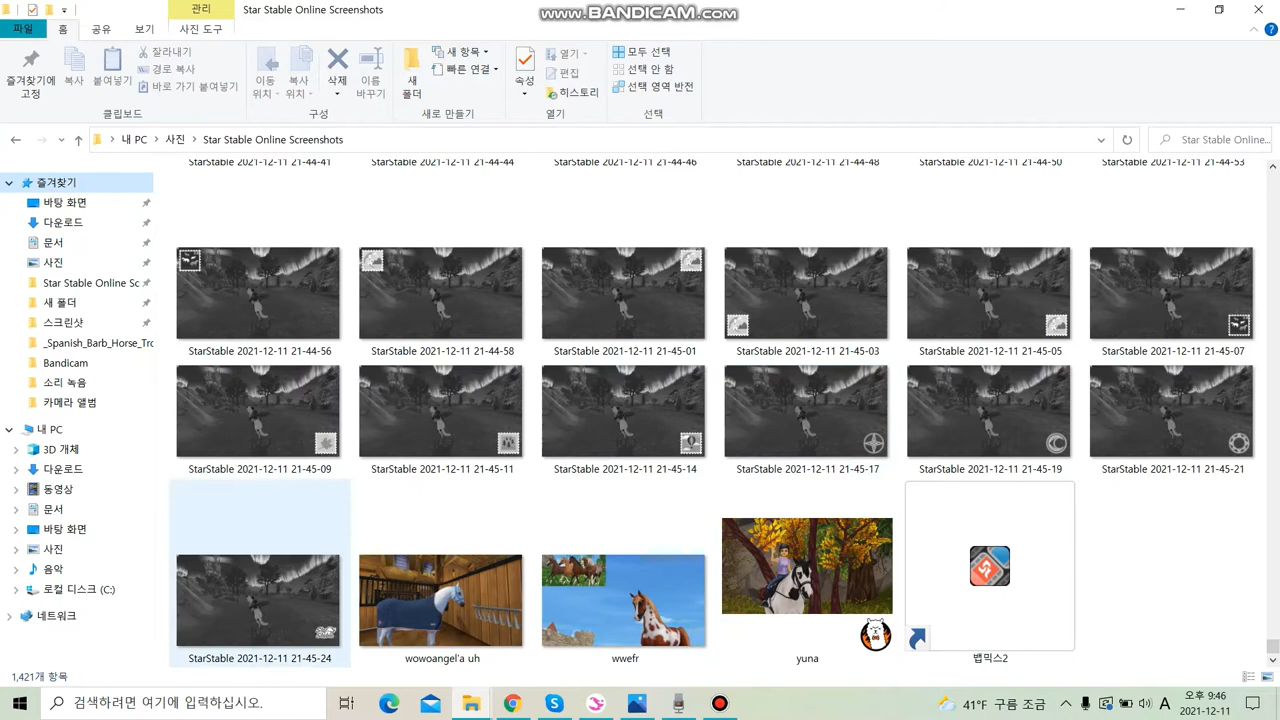 관리
Star Stable Online Screenshots
www.BANDICAM.com
파일
홈
공유
보기
사진 도구
즐겨찾기에
고정
복사
붙여넣기
잘라내기
경로 복사
바로 가기 붙여넣기
이동
위치
복사
위치
삭제
이름
바꾸기
새
폴더
새 항목
빠른 연결
속성
열기
편집
히스토리
모두 선택
선택 안 함
선택 영역 반전
클립보드
구성
새로 만들기
열기
선택
내 PC > 사진 > Star Stable Online Screenshots
Star Stable Online...
StarStable 2021-12-11 21-44-41
StarStable 2021-12-11 21-44-44
StarStable 2021-12-11 21-44-46
StarStable 2021-12-11 21-44-48
StarStable 2021-12-11 21-44-50
StarStable 2021-12-11 21-44-53
즐겨찾기
바탕 화면
다운로드
문서
사진
Star Stable Online Sc
새 폴더
스크린샷
_Spanish_Barb_Horse_Tro
Bandicam
소리 녹음
카메라 앨범
내 PC
3D 개체
다운로드
동영상
문서
바탕 화면
사진
음악
로컬 디스크 (C:)
네트워크
StarStable 2021-12-11 21-44-56
StarStable 2021-12-11 21-44-58
StarStable 2021-12-11 21-45-01
StarStable 2021-12-11 21-45-03
StarStable 2021-12-11 21-45-05
StarStable 2021-12-11 21-45-07
StarStable 2021-12-11 21-45-09
StarStable 2021-12-11 21-45-11
StarStable 2021-12-11 21-45-14
StarStable 2021-12-11 21-45-17
StarStable 2021-12-11 21-45-19
StarStable 2021-12-11 21-45-21
StarStable 2021-12-11 21-45-24
wowoangel'a uh
wwefr
yuna
뱁믹스2
1,421개 항목
검색하려면 여기에 입력하십시오.
41°F 구름 조금
A
오후 9:46
2021-12-11